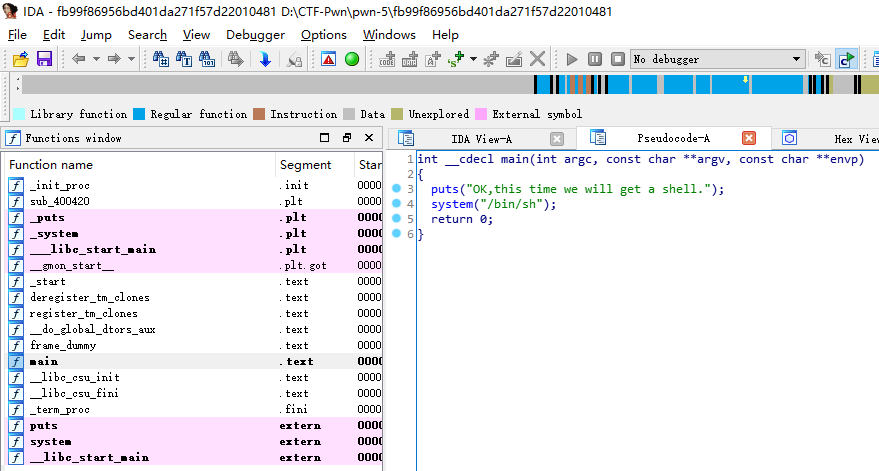 IDA - fb99f86956bd401da271f57d22010481 D:\CTF-Pwn\pwn-5\fb99f86956bd401da271f57d22010481
File Edit Jump Search View Debugger Options Windows Help
No debugger
Library function Regular function Instruction Data Unexplored External symbol
Functions window
IDA View-A Pseudocode-A Hex View
Function name Segment Star
_init_proc .init 0000
sub_400420 .plt 0000
_puts .plt 0000
_system .plt 0000
___libc_start_main .plt 0000
__gmon_start__ .plt.got 0000
_start .text 0000
deregister_tm_clones .text 0000
register_tm_clones .text 0000
__do_global_dtors_aux .text 0000
frame_dummy .text 0000
main .text 0000
__libc_csu_init .text 0000
__libc_csu_fini .text 0000
_term_proc .fini 0000
puts extern 0000
system extern 0000
__libc_start_main extern 0000
1 int __cdecl main(int argc, const char **argv, const char **envp)
2 {
3 puts("OK,this time we will get a shell.");
4 system("/bin/sh");
5 return 0;
6 }